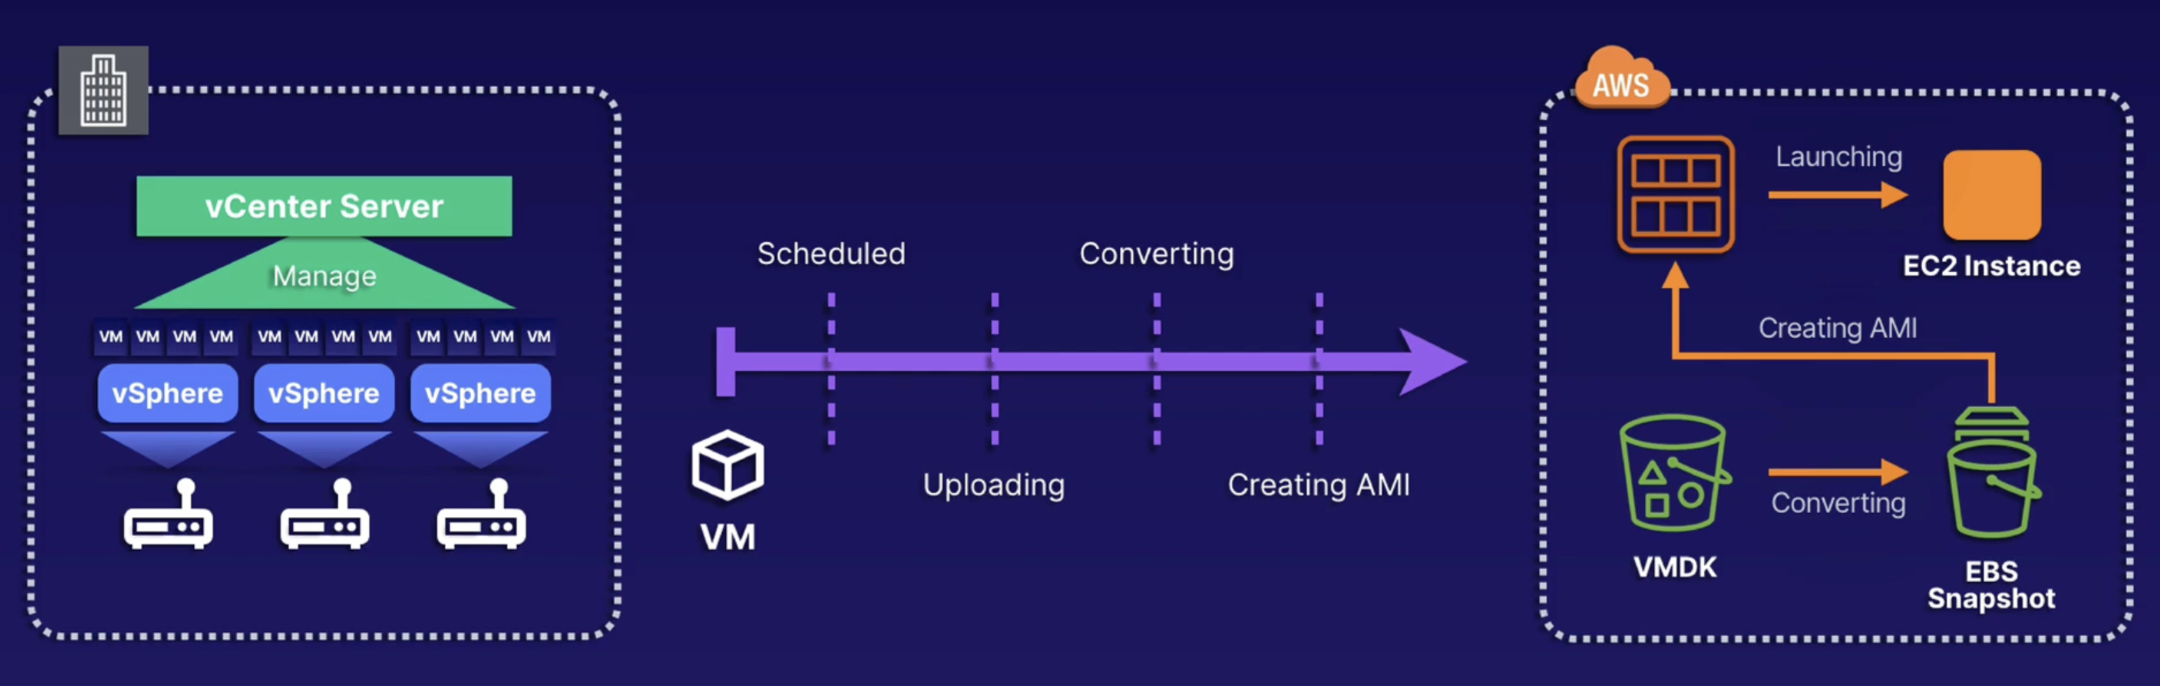 vCenter Server
Manage
VM VM VM VM VM VM VM VM VM VM VM VM
vSphere vSphere vSphere
Scheduled
Converting
Uploading
Creating AMI
VM
AWS
Launching
EC2 Instance
Creating AMI
Converting
VMDK
EBS
Snapshot